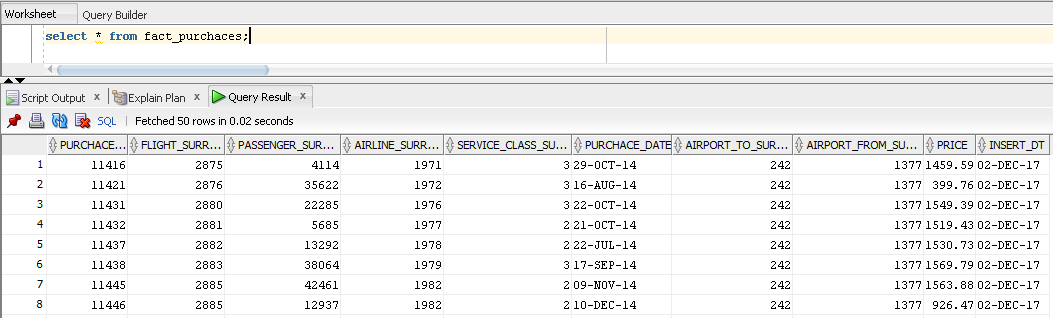 Worksheet Query Builder
select * from fact_purchaces;
Script Output x Explain Plan x Query Result x
SQL Fetched 50 rows in 0.02 seconds
PURCHACE... FLIGHT_SURR... PASSENGER_SUR... AIRLINE_SURR... SERVICE_CLASS_SU... PURCHACE_DATE AIRPORT_TO_SUR... AIRPORT_FROM_SU... PRICE INSERT_DT
1 11416 2875 4114 1971 3 29-OCT-14 242 1377 1459.59 02-DEC-17
2 11421 2876 35622 1972 3 16-AUG-14 242 1377 399.76 02-DEC-17
3 11431 2880 22285 1976 3 22-OCT-14 242 1377 1549.39 02-DEC-17
4 11432 2881 5685 1977 2 21-OCT-14 242 1377 1519.43 02-DEC-17
5 11437 2882 13292 1978 2 22-JUL-14 242 1377 1530.73 02-DEC-17
6 11438 2883 38064 1979 3 17-SEP-14 242 1377 1569.79 02-DEC-17
7 11445 2885 42461 1982 2 09-NOV-14 242 1377 1563.88 02-DEC-17
8 11446 2885 12937 1982 2 10-DEC-14 242 1377 926.47 02-DEC-17